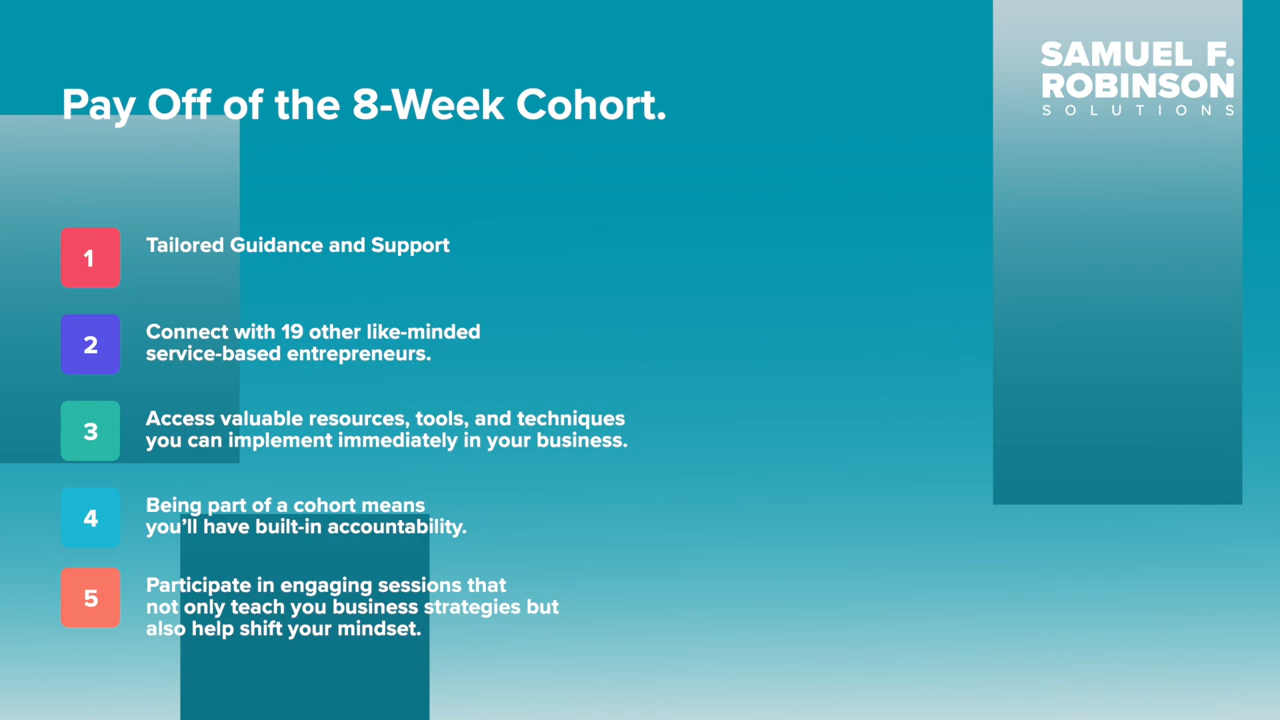 SAMUEL F.
ROBINSON
SOLUTIONS
Pay Off of the 8-Week Cohort.
1
Tailored Guidance and Support
2
Connect with 19 other like-minded
service-based entrepreneurs.
3
Access valuable resources, tools, and techniques
you can implement immediately in your business.
4
Being part of a cohort means
you’ll have built-in accountability.
5
Participate in engaging sessions that
not only teach you business strategies but
also help shift your mindset.